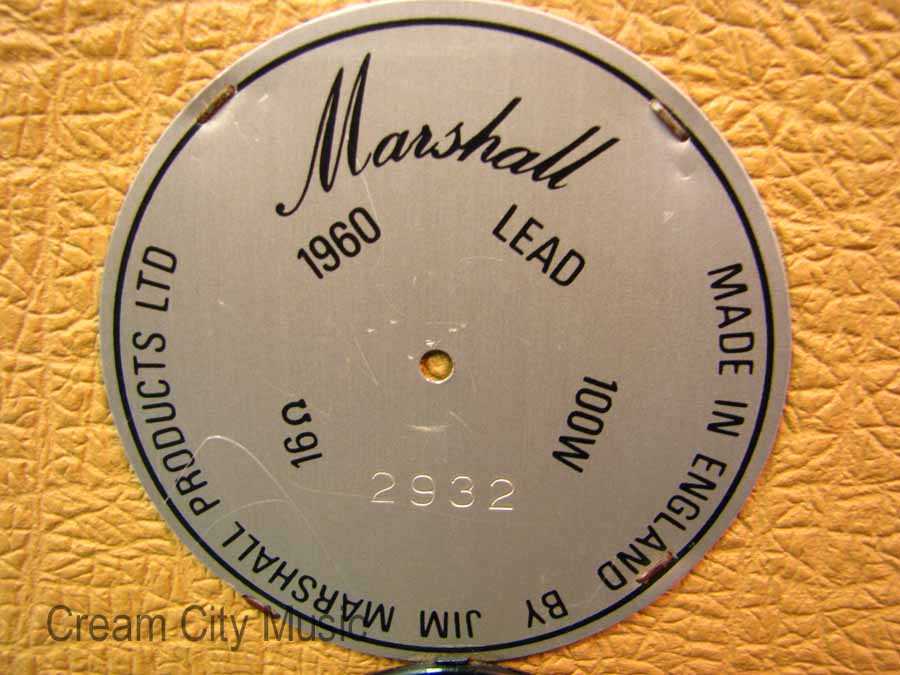 Marshall
1960 LEAD
16Ω 100W
2932
MADE IN ENGLAND BY JIM MARSHALL PRODUCTS LTD
Cream City Music